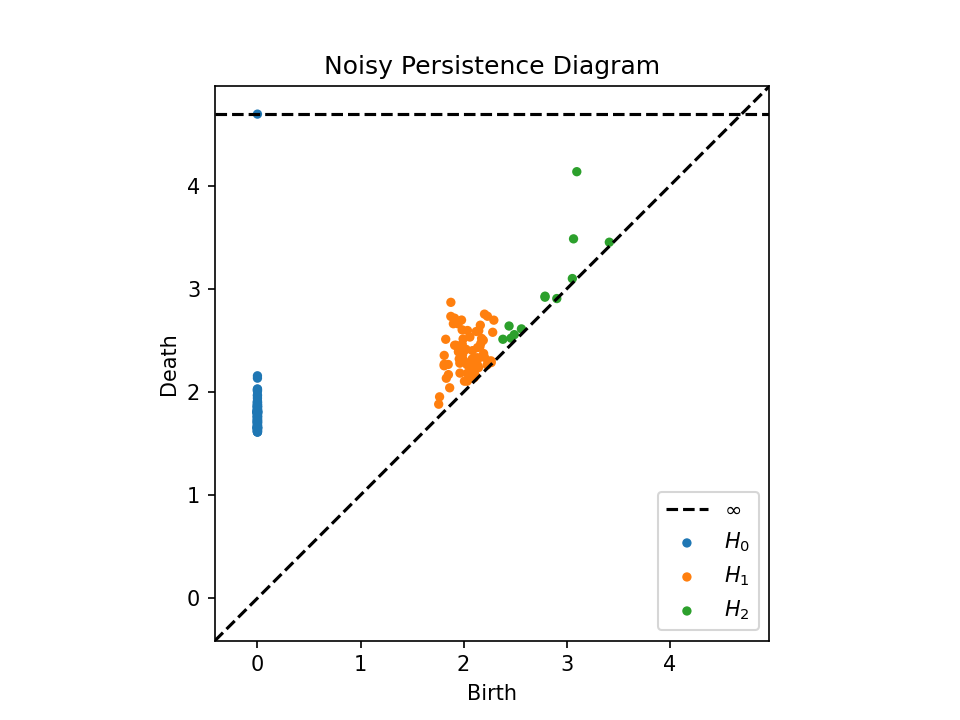 Noisy Persistence Diagram
Death
4
3
2
1
0
0 1 2 3 4
Birth
∞
H₀
H₁
H₂